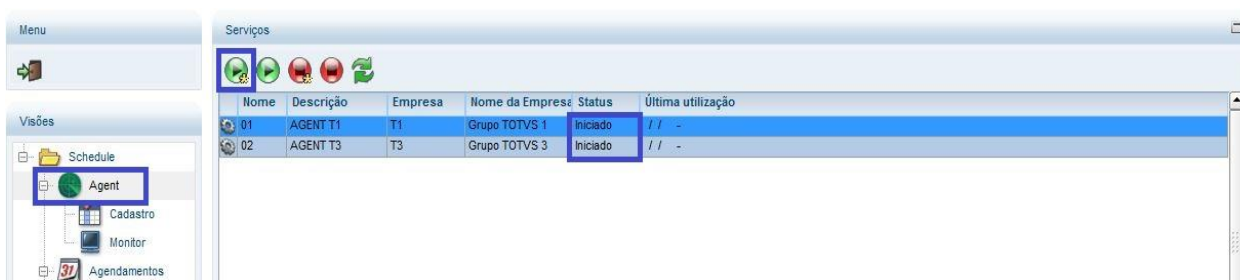 Menu
Serviços
Nome Descrição Empresa Nome da Empresa Status Última utilização
01 AGENT T1 T1 Grupo TOTVS 1 Iniciado / / -
02 AGENT T3 T3 Grupo TOTVS 3 Iniciado / / -
Visões
Schedule
Agent
Cadastro
Monitor
31 Agendamentos